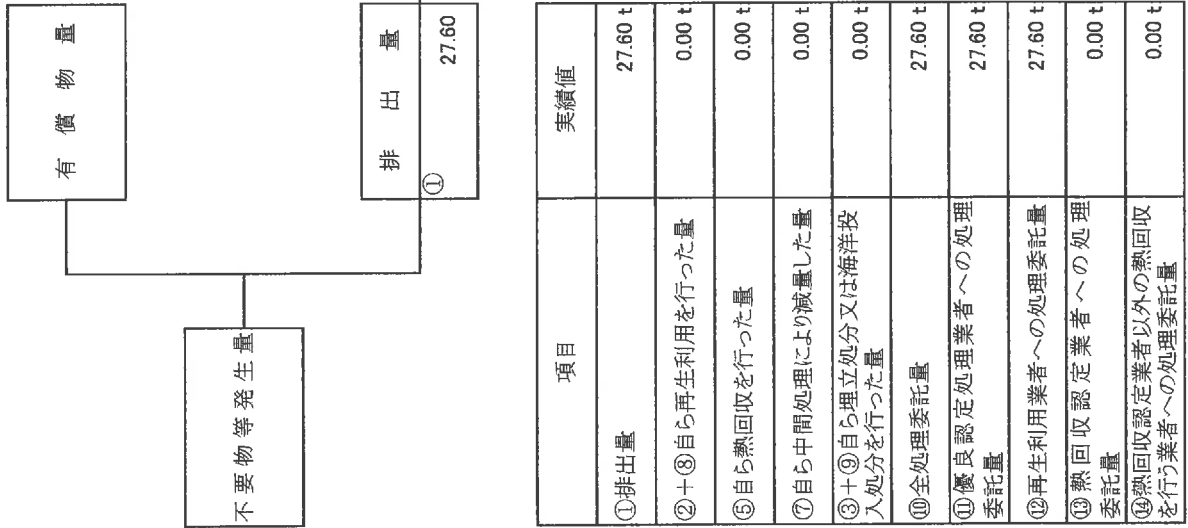 不要物等発生量
有償物量
排出量
① 27.60
項目 実績値
①排出量 27.60 t
②+⑧自ら再生利用を行った量 0.00 t
⑤自ら熱回収を行った量 0.00 t
⑦自ら中間処理により減量した量 0.00 t
③+⑨自ら埋立処分又は海洋投
入処分を行った量 0.00 t
⑩全処理委託量 27.60 t
⑪優良認定処理業者への処理
委託量 27.60 t
⑫再生利用業者への処理委託量 27.60 t
⑬熱回収認定業者への処理
委託量 0.00 t
⑭熱回収認定業者以外の熱回収
を行う業者への処理委託量 0.00 t